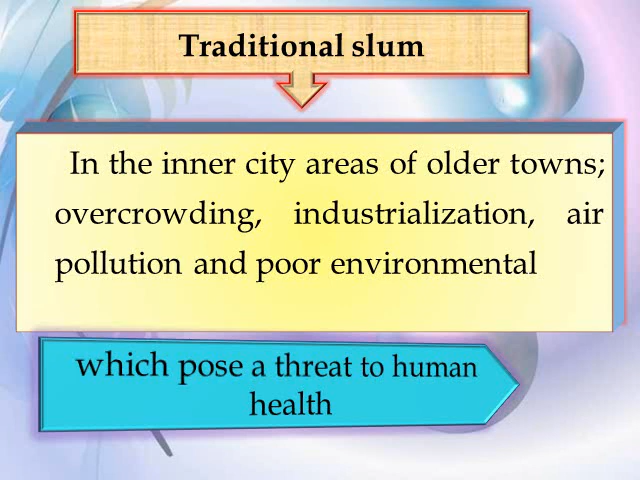 Traditional slum
In the inner city areas of older towns;
overcrowding, industrialization, air
pollution and poor environmental
which pose a threat to human
health